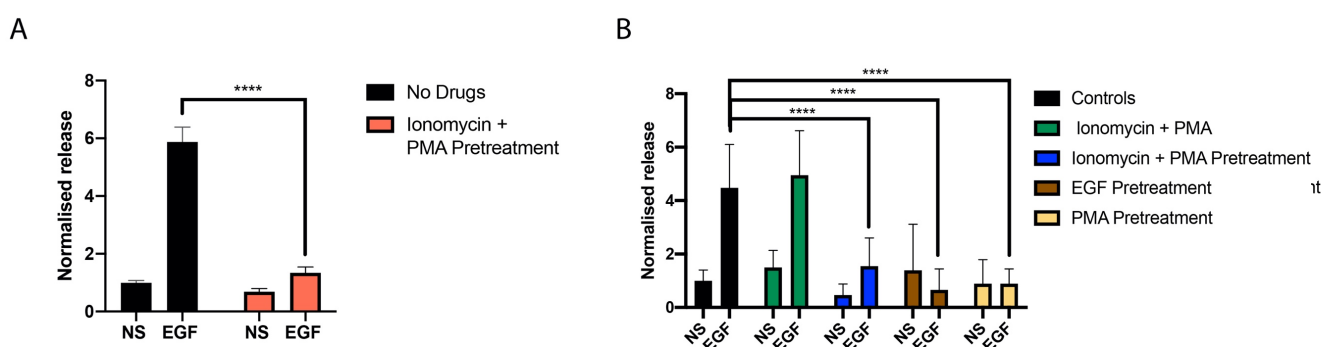 A
Normalised release
8
6
4
2
0
NS EGF NS EGF
****
No Drugs
Ionomycin +
PMA Pretreatment
B
Normalised release
8
6
4
2
0
NS EGF NS EGF NS EGF NS EGF NS EGF
****
****
****
Controls
Ionomycin + PMA
Ionomycin + PMA Pretreatment
EGF Pretreatment
PMA Pretreatment